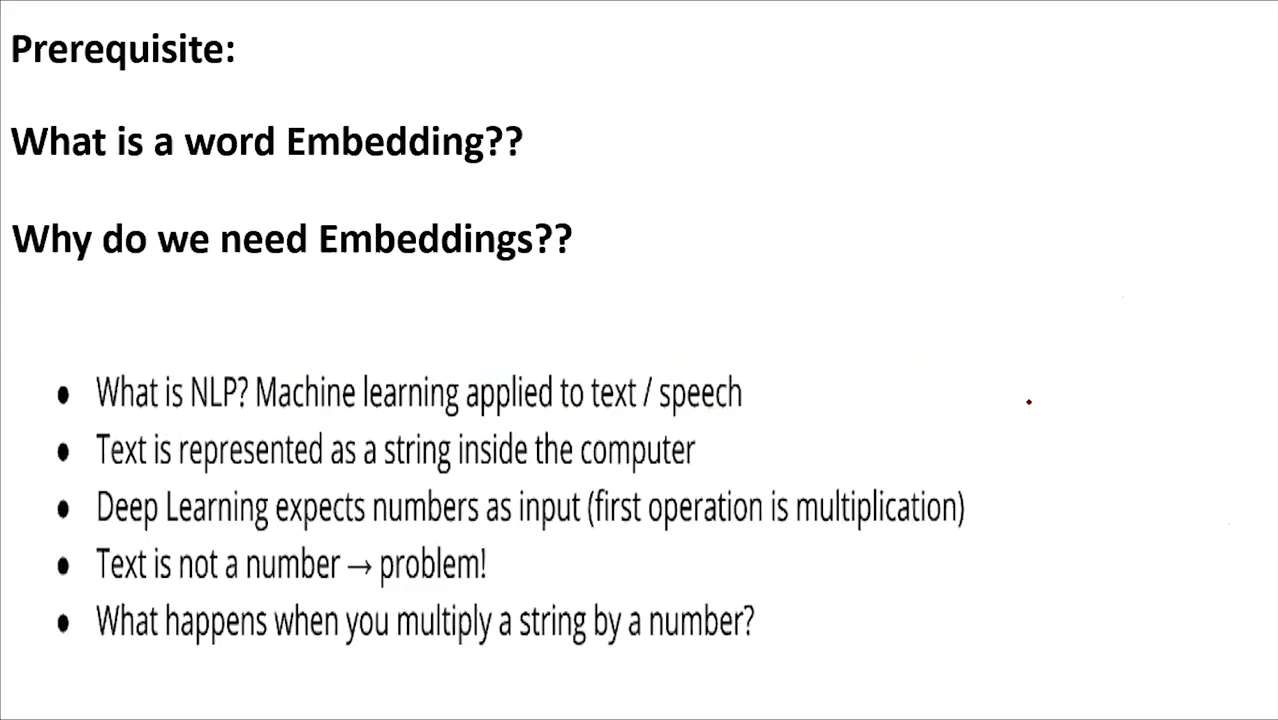 Prerequisite:
What is a word Embedding??
Why do we need Embeddings??
• What is NLP? Machine learning applied to text / speech
• Text is represented as a string inside the computer
• Deep Learning expects numbers as input (first operation is multiplication)
• Text is not a number → problem!
• What happens when you multiply a string by a number?